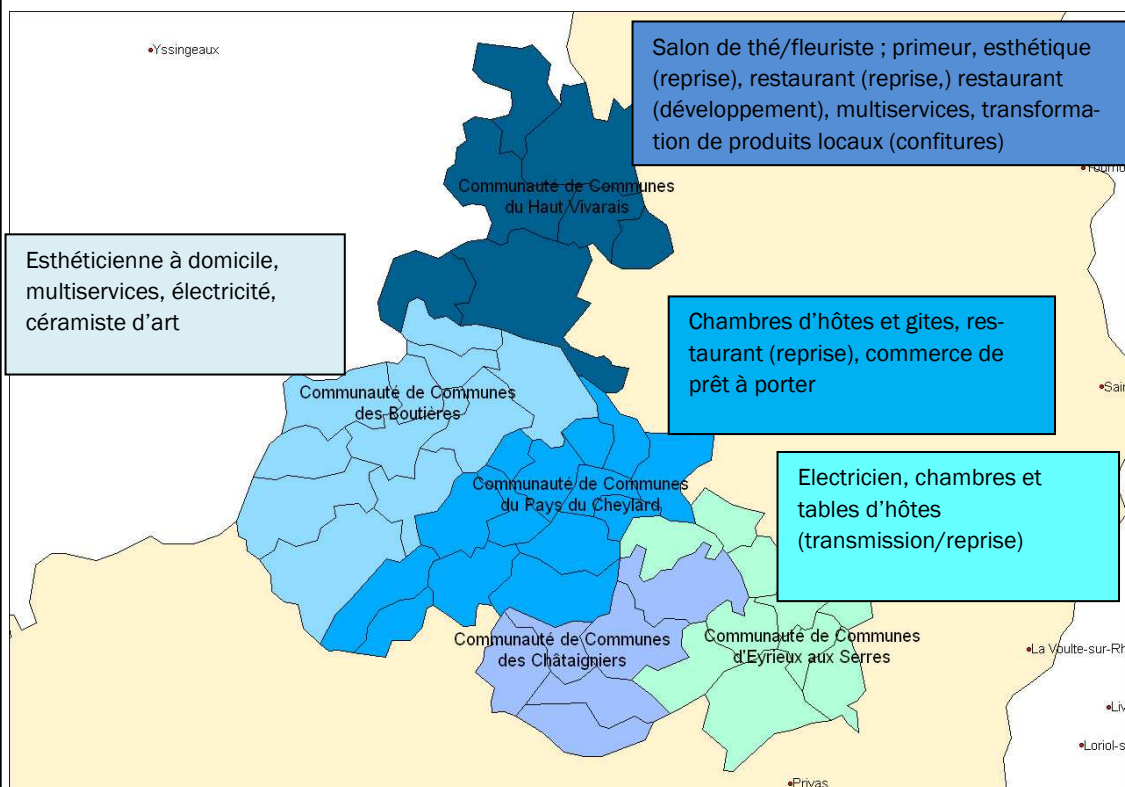 Yssingeaux
Salon de thé/fleuriste ; primeur, esthétique
(reprise), restaurant (reprise,) restaurant
(développement), multiservices, transforma-
tion de produits locaux (confitures)
Communauté de Communes
du Haut Vivarais
Esthéticienne à domicile,
multiservices, électricité,
céramiste d’art
Chambres d’hôtes et gites, res-
taurant (reprise), commerce de
prêt à porter
Sain
Communauté de Communes
des Boutières
Electricien, chambres et
tables d’hôtes
(transmission/reprise)
Communauté de Communes
du Pays du Cheylard
Communauté de Communes
des Châtaigniers
Communauté de Communes
d'Eyrieux aux Serres
La Voulte-sur-Rh
Liv
Loriol-s
Privas